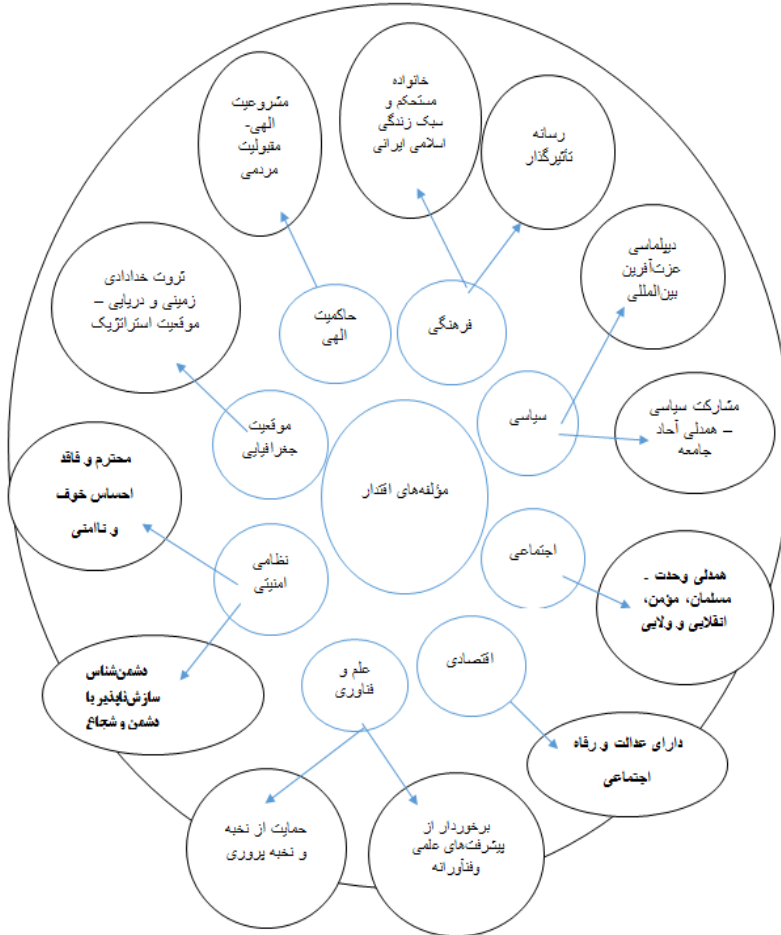 خانواده
مستحکم و
سبک زندگی
اسلامی ایرانی
رسانه
تأثیرگذار
مشروعیت
الهی-
مقبولیت
مردمی
دیپلماسی
عزت‌آفرین
بین‌المللی
ثروت خدادادی
زمینی و دریایی –
موقعیت استراتژیک
حاکمیت
الهی
فرهنگی
سیاسی
مشارکت سیاسی
– همدلی آحاد
جامعه
موقعیت
جغرافیایی
مؤلفه‌های اقتدار
محترم و فاقد
احساس خوف
و ناامنی
اجتماعی
نظامی
امنیتی
همدلی وحدت -
مسلمان، مؤمن،
انقلابی و ولایی
اقتصادی
علم و
فناوری
دشمن‌شناس
سازش‌ناپذیر با
دشمن و شجاع
دارای عدالت و رفاه
اجتماعی
حمایت از نخبه
و نخبه پروری
برخوردار از
پیشرفت‌های علمی
وفنآورانه